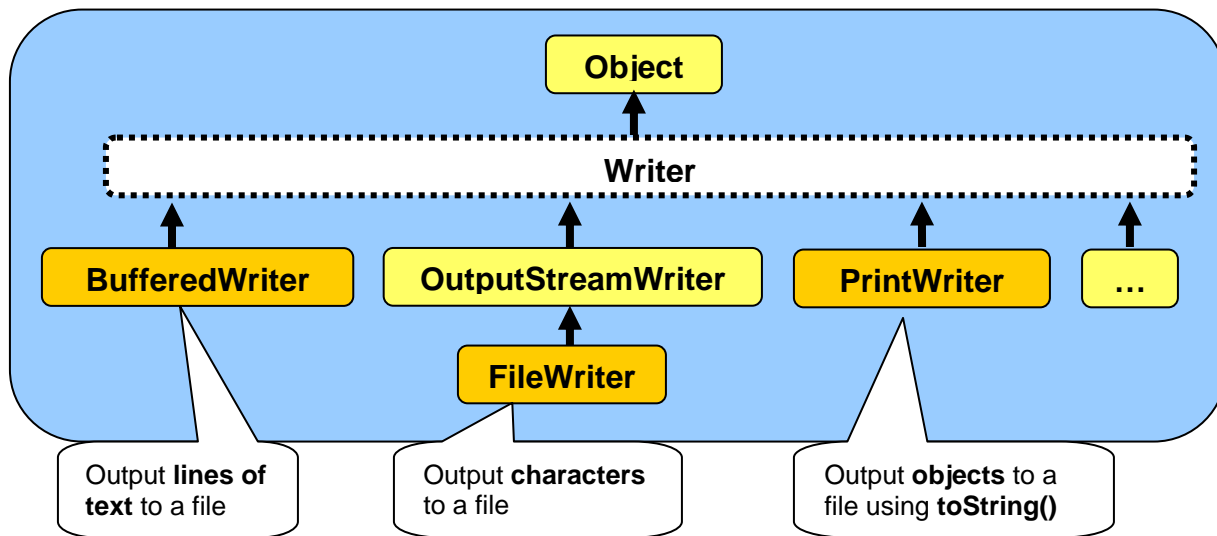 Object
Writer
BufferedWriter
OutputStreamWriter
PrintWriter
...
FileWriter
Output lines of
text to a file
Output characters
to a file
Output objects to a
file using toString()